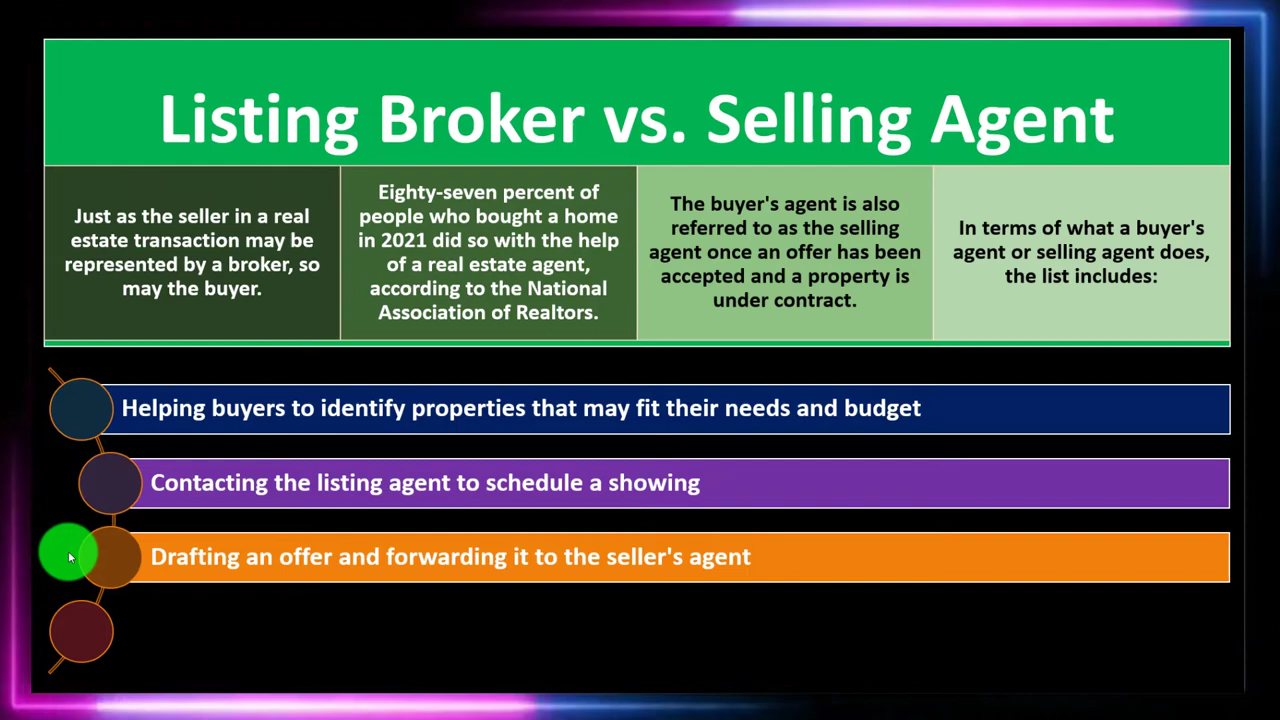 Listing Broker vs. Selling Agent
Just as the seller in a real
estate transaction may be
represented by a broker, so
may the buyer.
Eighty-seven percent of
people who bought a home
in 2021 did so with the help
of a real estate agent,
according to the National
Association of Realtors.
The buyer's agent is also
referred to as the selling
agent once an offer has been
accepted and a property is
under contract.
In terms of what a buyer's
agent or selling agent does,
the list includes:
Helping buyers to identify properties that may fit their needs and budget
Contacting the listing agent to schedule a showing
Drafting an offer and forwarding it to the seller's agent